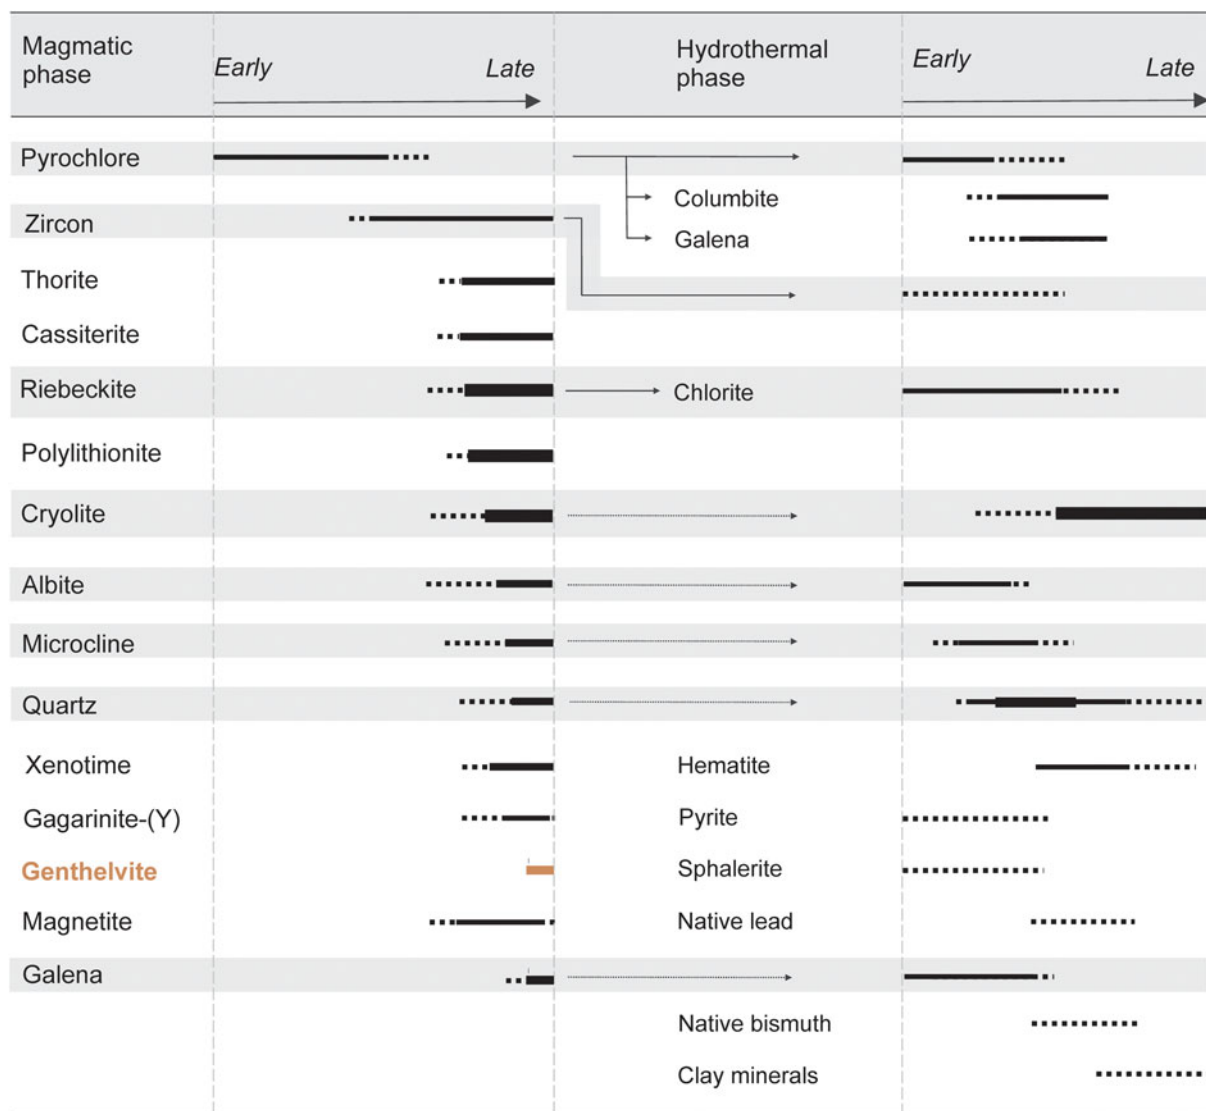 Magmatic
phase
Early
Late
Hydrothermal
phase
Early
Late
Pyrochlore
Columbite
Zircon
Galena
Thorite
Cassiterite
Riebeckite
Chlorite
Polylithionite
Cryolite
Albite
Microcline
Quartz
Xenotime
Hematite
Gagarinite-(Y)
Pyrite
Genthelvite
Sphalerite
Magnetite
Native lead
Galena
Native bismuth
Clay minerals